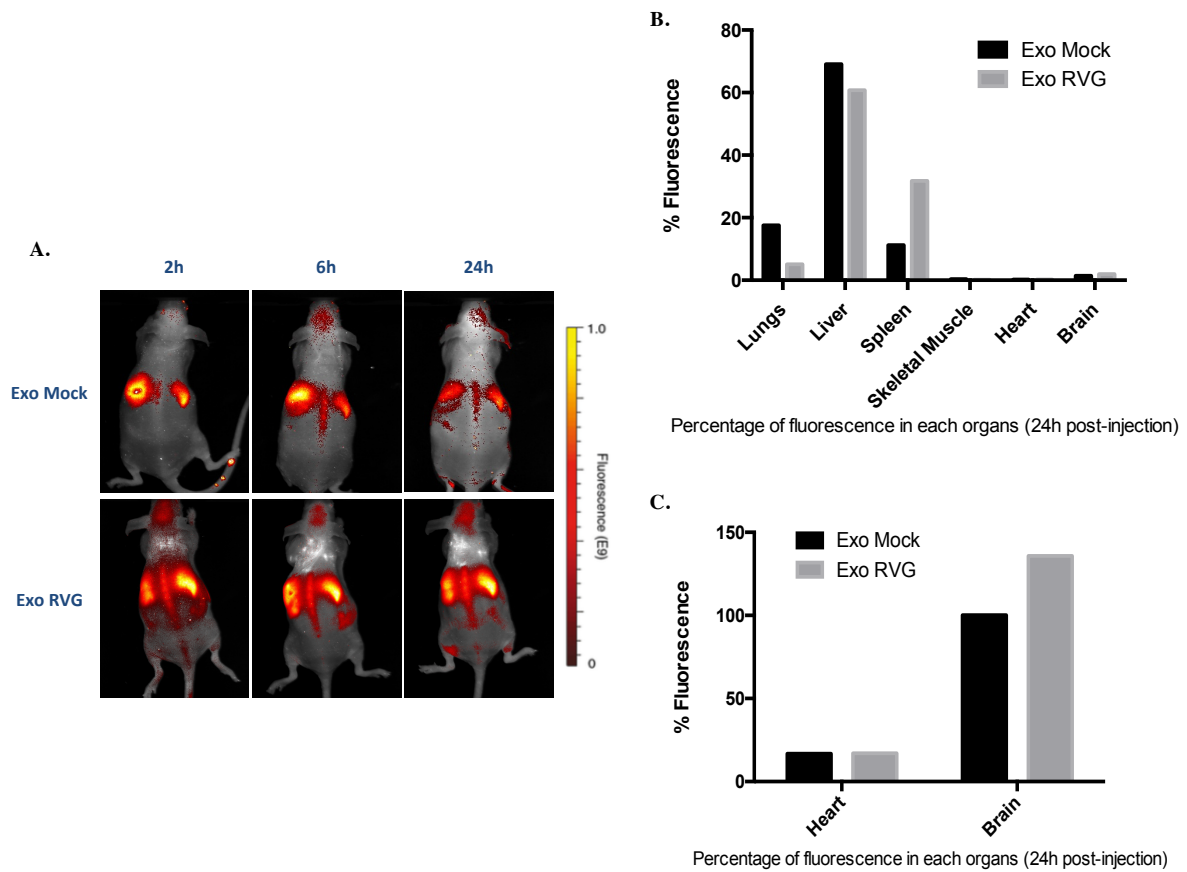 A.
2h
6h
24h
Exo Mock
Exo RVG
1.0
Fluorescence (E9)
0
B.
80
60
40
20
0
% Fluorescence
Exo Mock
Exo RVG
Lungs
Liver
Spleen
Skeletal Muscle
Heart
Brain
Percentage of fluorescence in each organs (24h post-injection)
C.
150
100
50
0
% Fluorescence
Exo Mock
Exo RVG
Heart
Brain
Percentage of fluorescence in each organs (24h post-injection)